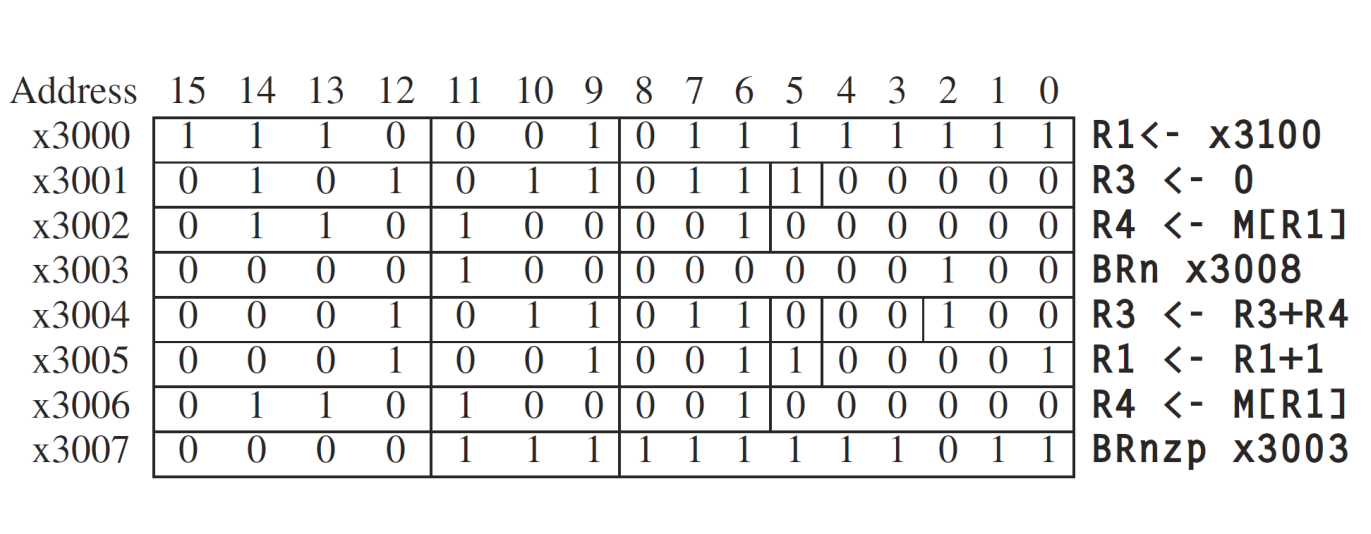 Address 15 14 13 12 11 10 9 8 7 6 5 4 3 2 1 0
x3000 1 1 1 0 0 0 1 0 1 1 1 1 1 1 1 1 R1<- x3100
x3001 0 1 0 1 0 1 1 0 1 1 1 0 0 0 0 0 R3 <- 0
x3002 0 1 1 0 1 0 0 0 0 1 0 0 0 0 0 0 R4 <- M[R1]
x3003 0 0 0 0 1 0 0 0 0 0 0 0 0 1 0 0 BRn x3008
x3004 0 0 0 1 0 1 1 0 1 1 0 0 0 1 0 0 R3 <- R3+R4
x3005 0 0 0 1 0 0 1 0 0 1 1 0 0 0 0 1 R1 <- R1+1
x3006 0 1 1 0 1 0 0 0 0 1 0 0 0 0 0 0 R4 <- M[R1]
x3007 0 0 0 0 1 1 1 1 1 1 1 1 1 0 1 1 BRnzp x3003